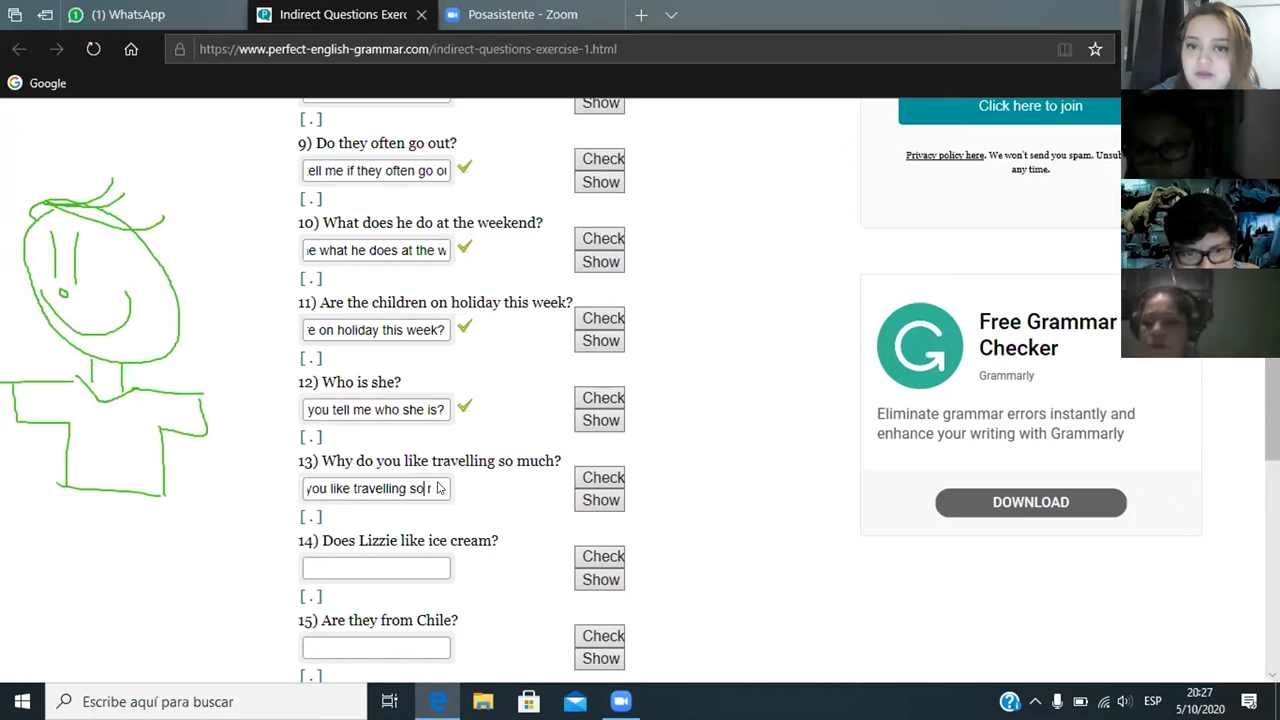 (1) WhatsApp
Indirect Questions Exerc
Posasistente - Zoom
https://www.perfect-english-grammar.com/indirect-questions-exercise-1.html
Google
Show
Click here to join
[ . ]
Privacy policy here. We won't send you spam. Unsu
any time.
9) Do they often go out?
tell me if they often go ou
Check
Show
[ . ]
10) What does he do at the weekend?
ne what he does at the w
Check
Show
[ . ]
11) Are the children on holiday this week?
re on holiday this week?
Check
Show
[ . ]
12) Who is she?
you tell me who she is?
Check
Show
[ . ]
13) Why do you like travelling so much?
you like travelling so r
Check
Show
[ . ]
14) Does Lizzie like ice cream?
Check
Show
[ . ]
15) Are they from Chile?
Check
Show
[ . ]
Free Grammar
Checker
Grammarly
Eliminate grammar errors instantly and
enhance your writing with Grammarly
DOWNLOAD
Escribe aquí para buscar
ESP
20:27
5/10/2020